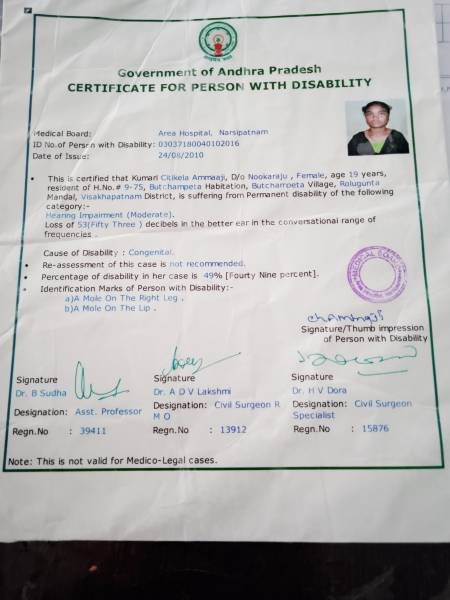 Government of Andhra Pradesh
CERTIFICATE FOR PERSON WITH DISABILITY
Medical Board: Area Hospital, Narsipatnam
ID No.of Person with Disability: 03037180040102016
Date of Issue: 24/08/2010
• This is certified that Kumari Citikela Ammaaji, D/o Nookaraju , Female, age 19 years,
resident of H.No.# 9-75, Butchampeta Habitation, Butchampeta Village, Rolugunta
Mandal, Visakhapatnam District, is suffering from Permanent disability of the following
category:-
Hearing Impairment (Moderate).
Loss of 53(Fifty Three ) decibels in the better ear in the conversational range of
frequencies .
Cause of Disability : Congenital.
• Re-assessment of this case is not recommended.
• Percentage of disability in her case is 49% [Fourty Nine percent].
• Identification Marks of Person with Disability:-
a)A Mole On The Right Leg .
b)A Mole On The Lip .
Signature/Thumb impression
of Person with Disability
Signature Signature Signature
Dr. B Sudha Dr. A D V Lakshmi Dr. H V Dora
Designation: Asst. Professor Designation: Civil Surgeon R M O Designation: Civil Surgeon Specialist
Regn.No : 39411 Regn.No : 13912 Regn.No : 15876
Note: This is not valid for Medico-Legal cases.